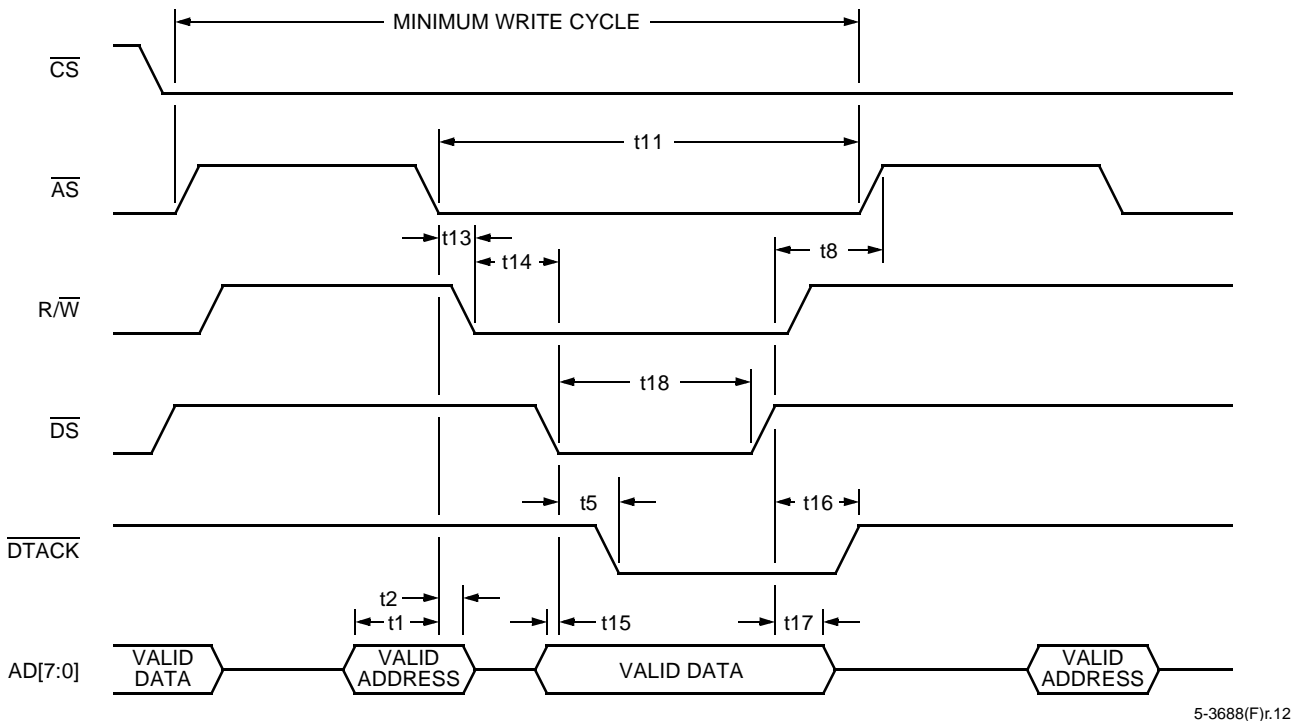 MINIMUM WRITE CYCLE
CS
t11
AS
t13
t14
t8
R/W
t18
DS
t5
t16
DTACK
t2
t1
t15
t17
AD[7:0]
VALID
DATA
VALID
ADDRESS
VALID DATA
VALID
ADDRESS
5-3688(F)r.12